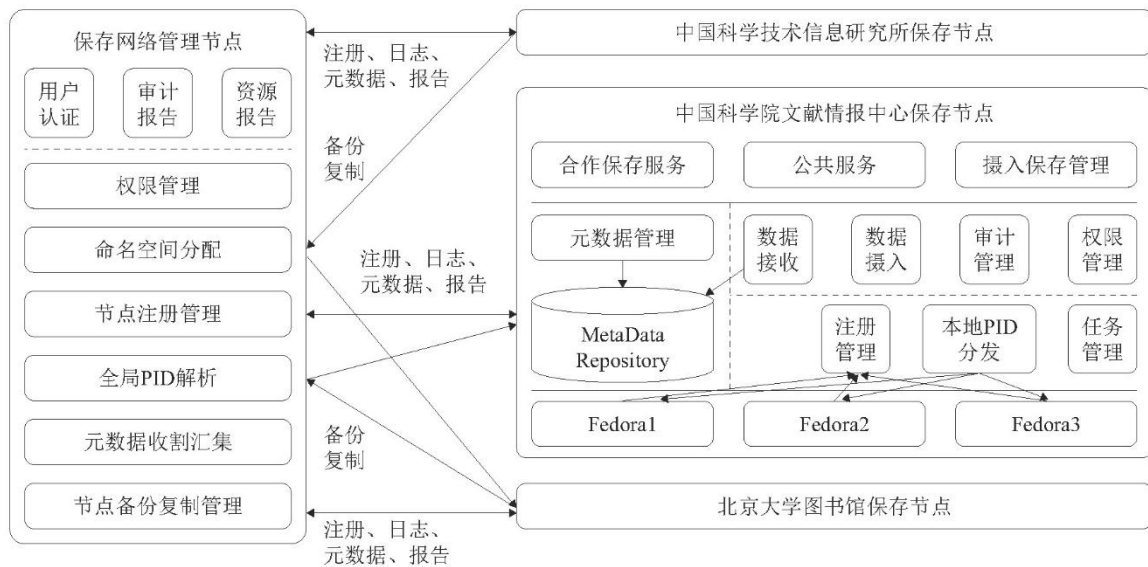 保存网络管理节点
用户
认证
审计
报告
资源
报告
权限管理
命名空间分配
节点注册管理
全局PID解析
元数据收割汇集
节点备份复制管理
注册、日志、
元数据、报告
备份
复制
注册、日志、
元数据、报告
备份
复制
注册、日志、
元数据、报告
中国科学技术信息研究所保存节点
中国科学院文献情报中心保存节点
合作保存服务
公共服务
摄入保存管理
元数据管理
数据
接收
数据
摄入
审计
管理
权限
管理
MetaData
Repository
注册
管理
本地PID
分发
任务
管理
Fedora1
Fedora2
Fedora3
北京大学图书馆保存节点